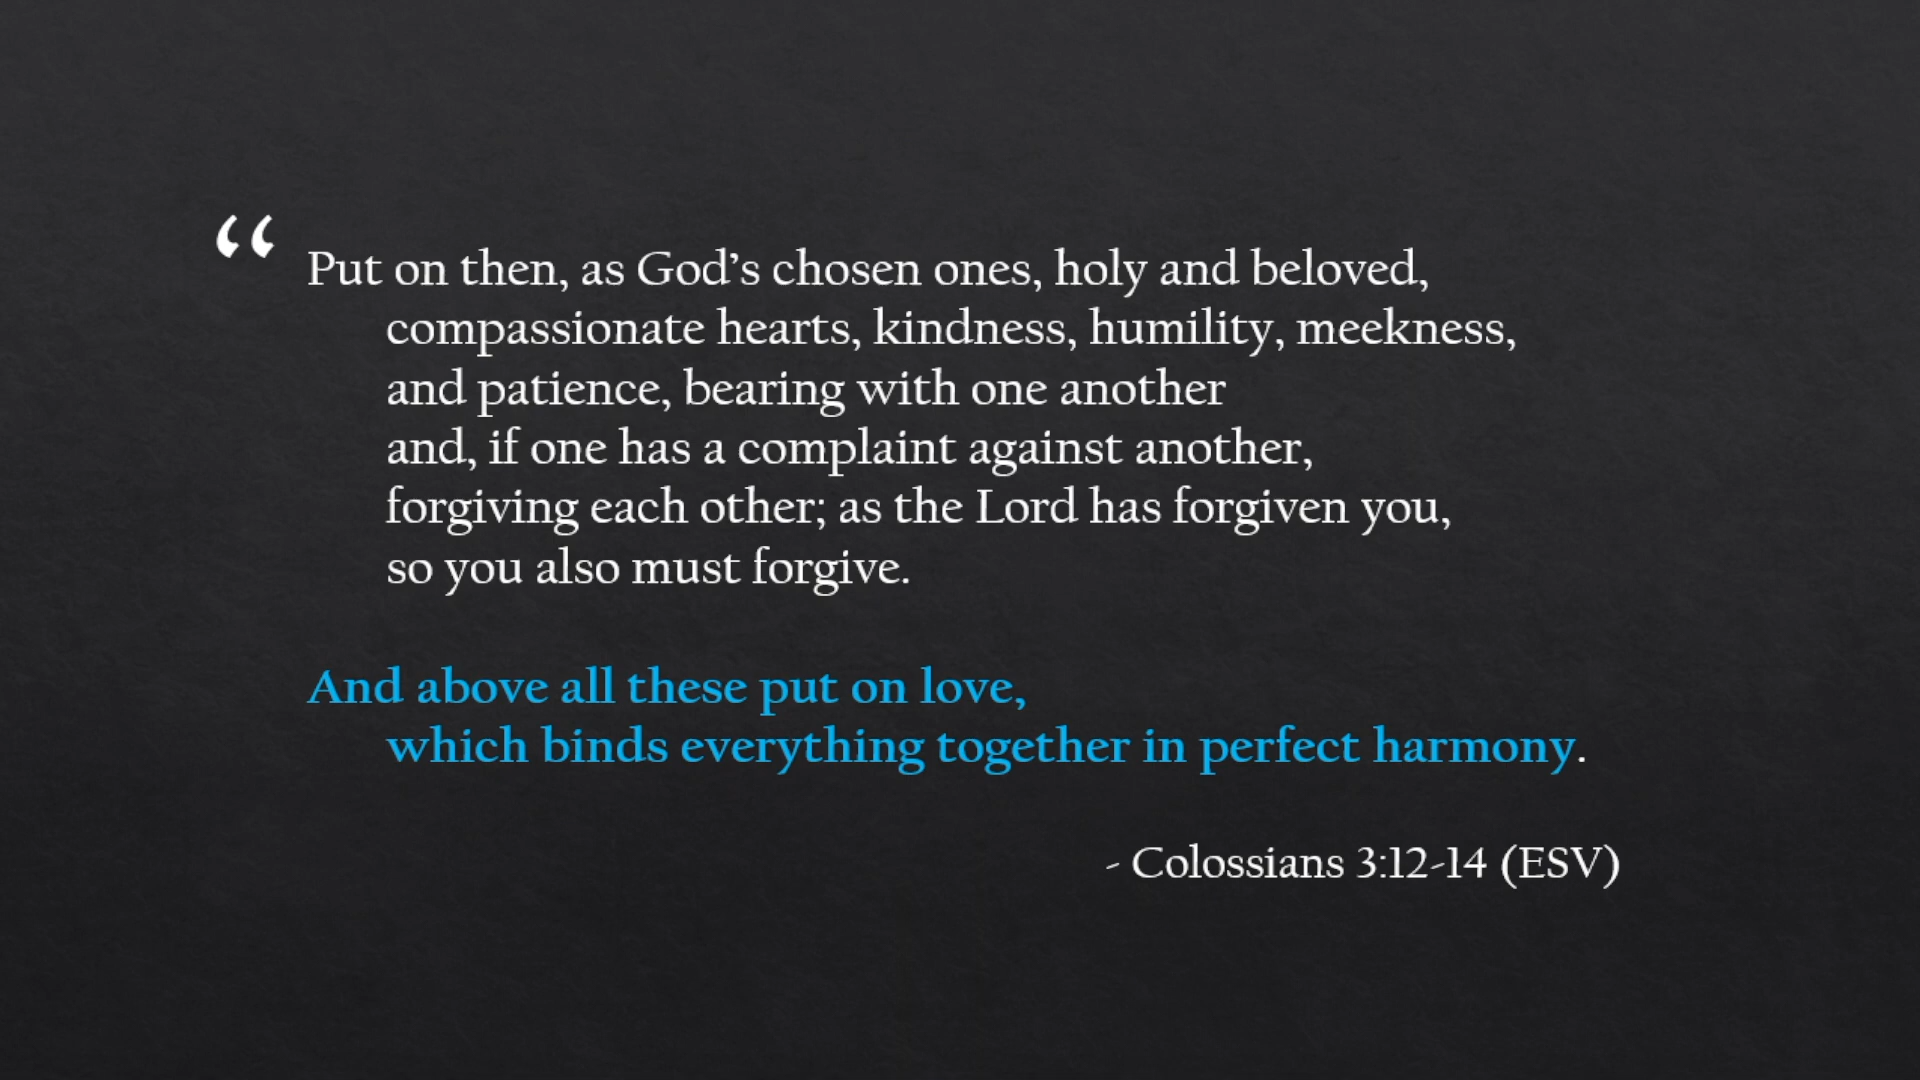 “ Put on then, as God’s chosen ones, holy and beloved,
compassionate hearts, kindness, humility, meekness,
and patience, bearing with one another
and, if one has a complaint against another,
forgiving each other; as the Lord has forgiven you,
so you also must forgive.
And above all these put on love,
which binds everything together in perfect harmony.
- Colossians 3:12-14 (ESV)